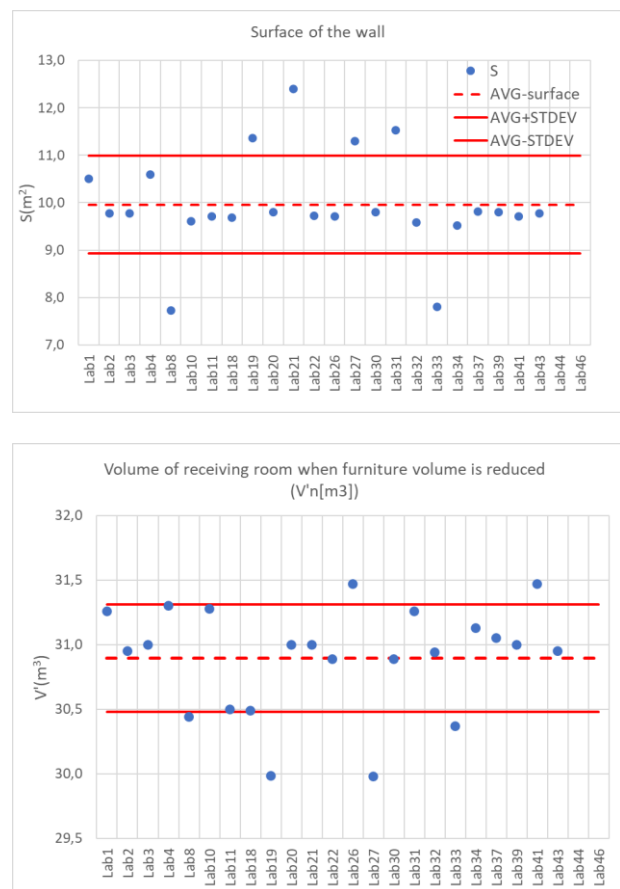 Surface of the wall
13,0
12,0
11,0
10,0
9,0
8,0
7,0
S(m²)
S
AVG-surface
AVG+STDEV
AVG-STDEV
Lab1
Lab2
Lab3
Lab4
Lab8
Lab10
Lab11
Lab18
Lab19
Lab20
Lab21
Lab22
Lab26
Lab27
Lab30
Lab31
Lab32
Lab33
Lab34
Lab37
Lab39
Lab41
Lab43
Lab44
Lab46
Volume of receiving room when furniture volume is reduced
(V'n[m3])
32,0
31,5
31,0
30,5
30,0
29,5
V'(m³)
Lab1
Lab2
Lab3
Lab4
Lab8
Lab10
Lab11
Lab18
Lab19
Lab20
Lab21
Lab22
Lab26
Lab27
Lab30
Lab31
Lab32
Lab33
Lab34
Lab37
Lab39
Lab41
Lab43
Lab44
Lab46